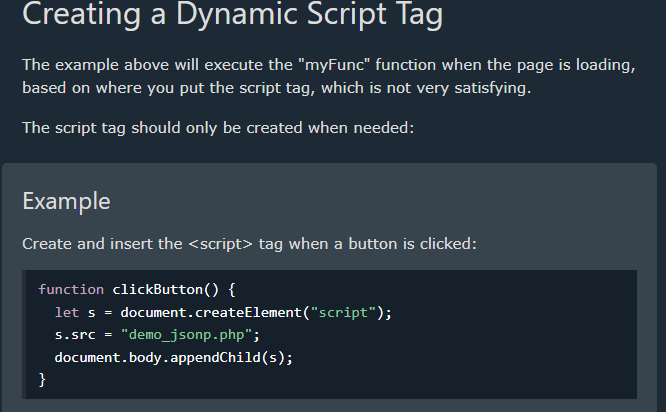 Creating a Dynamic Script Tag
The example above will execute the "myFunc" function when the page is loading,
based on where you put the script tag, which is not very satisfying.
The script tag should only be created when needed:
Example
Create and insert the <script> tag when a button is clicked:
function clickButton() {
  let s = document.createElement("script");
  s.src = "demo_jsonp.php";
  document.body.appendChild(s);
}